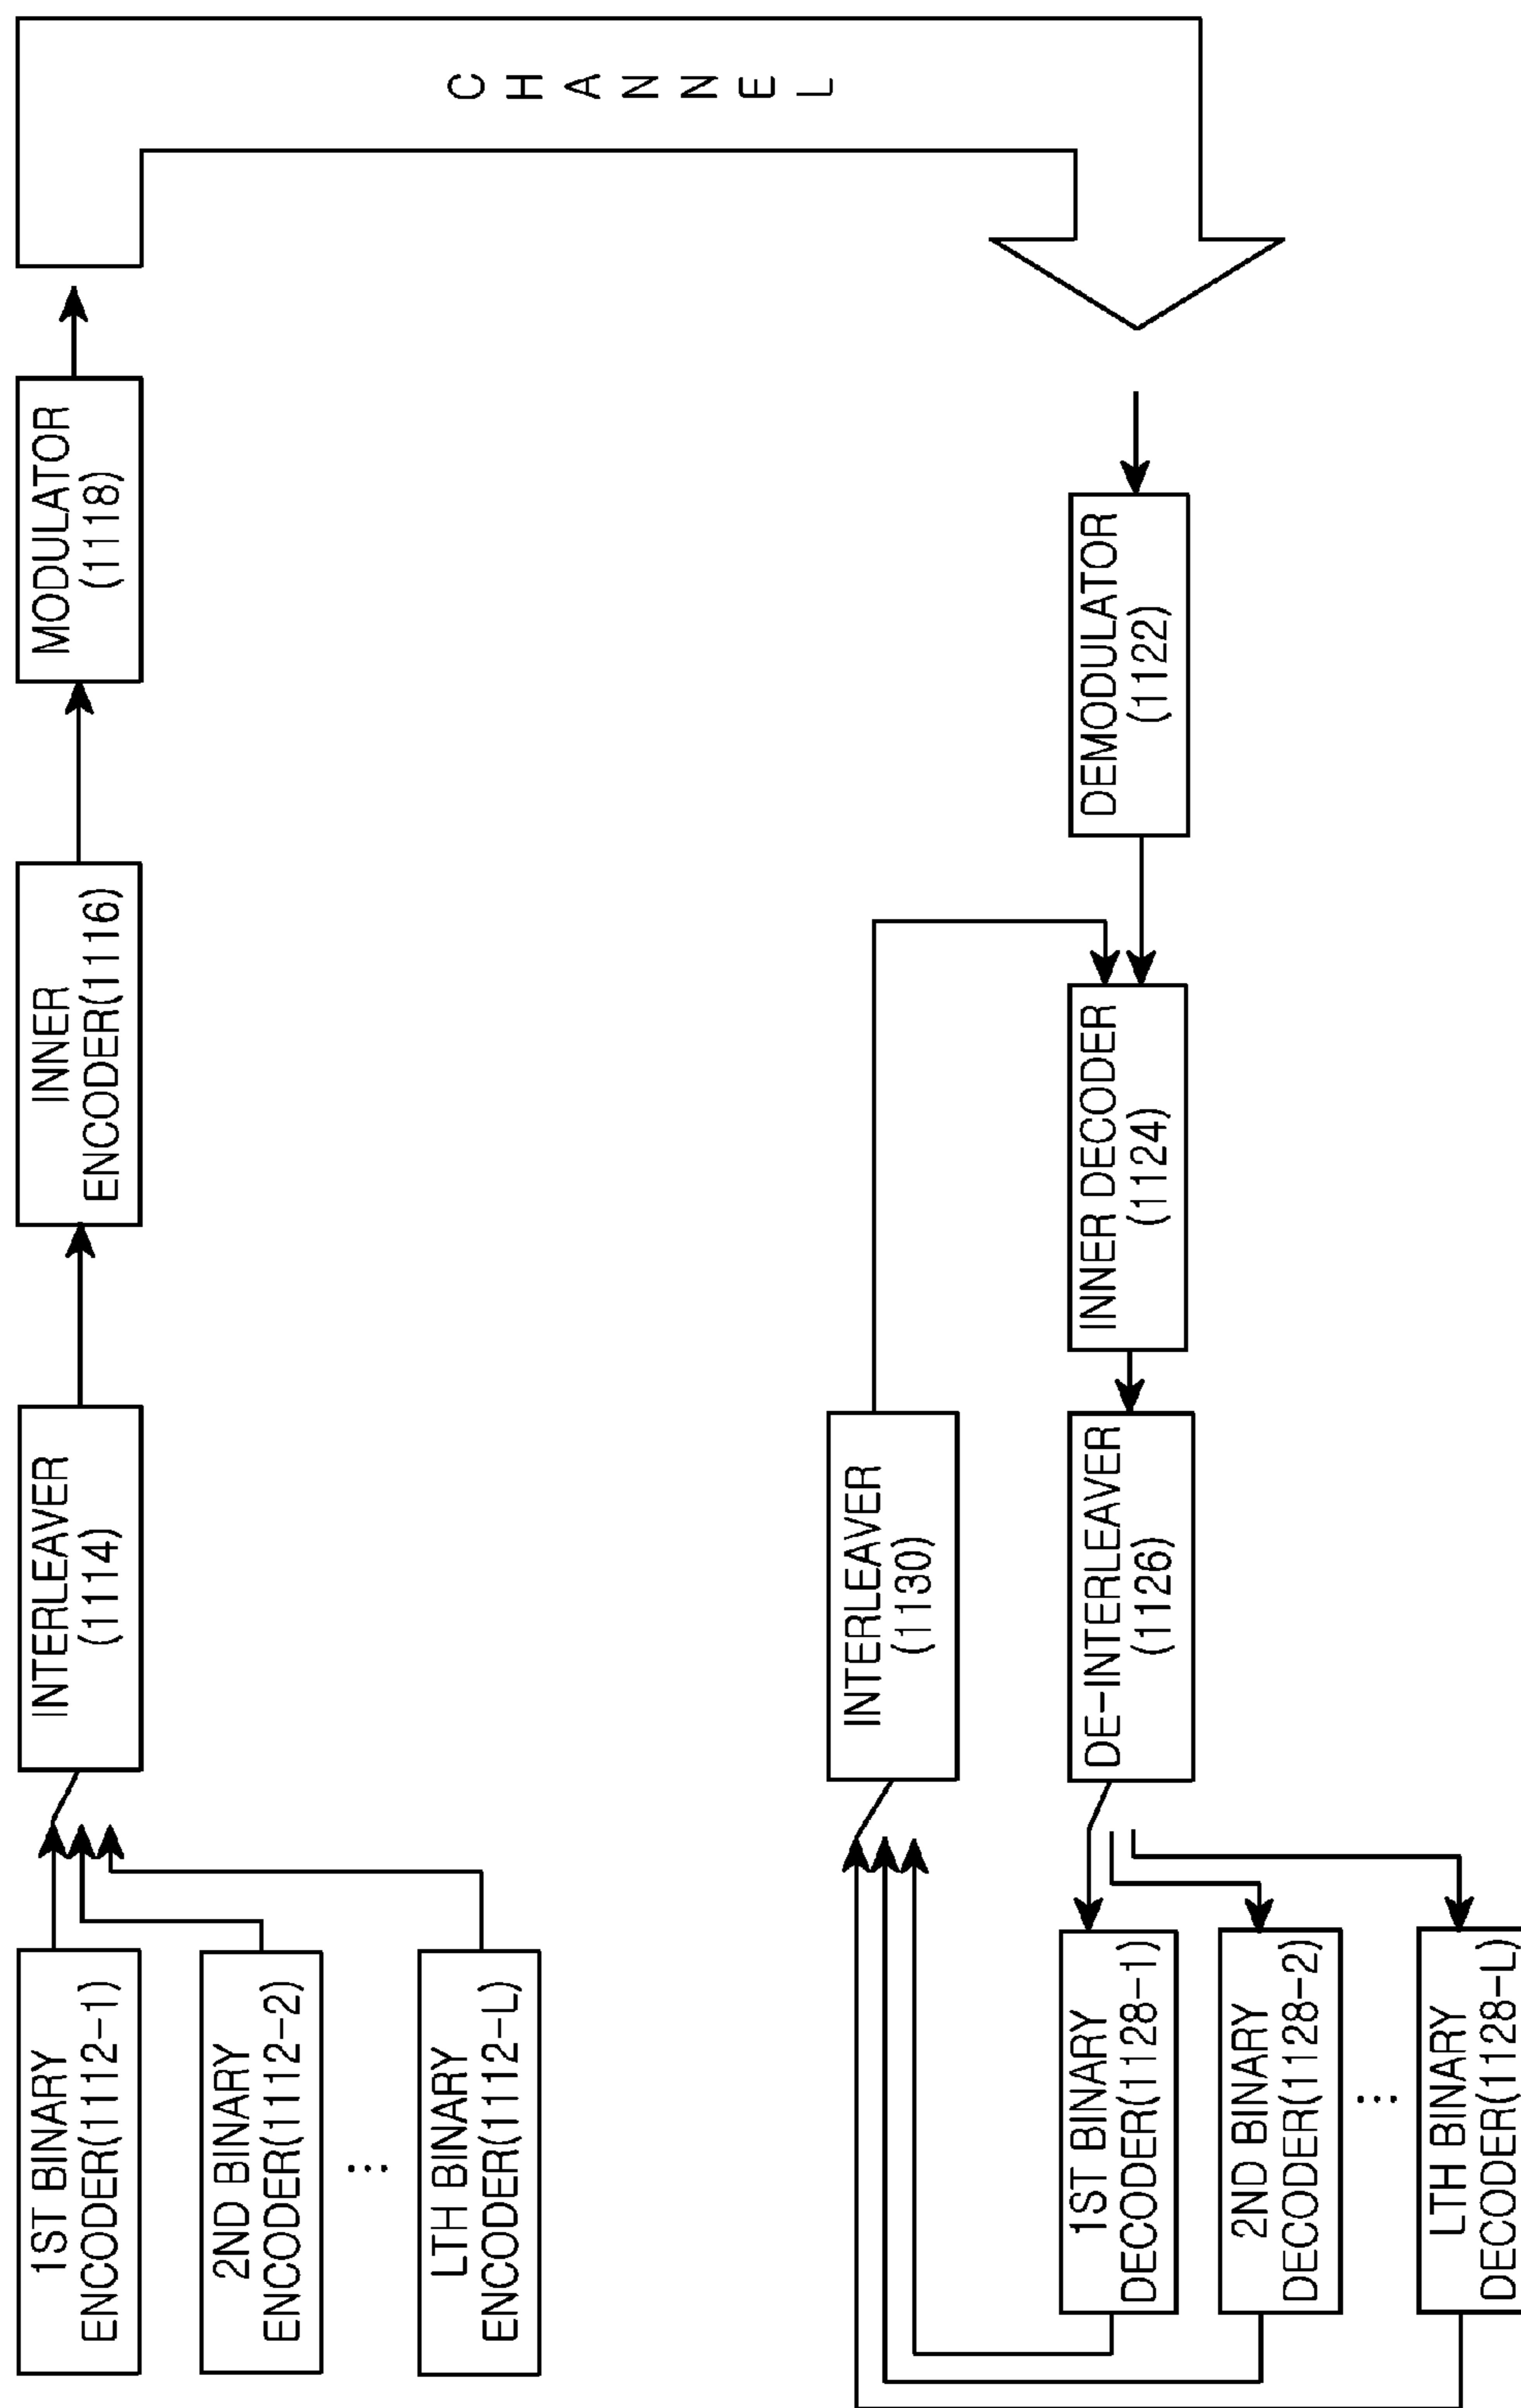 1ST BINARY
ENCODER(1112-1)
2ND BINARY
ENCODER(1112-2)
⋮
LTH BINARY
ENCODER(1112-L)
INTERLEAVER
(1114)
INNER
ENCODER(1116)
MODULATOR
(1118)
CHANNEL
DEMODULATOR
(1122)
INNER DECODER
(1124)
INTERLEAVER
(1130)
DE-INTERLEAVER
(1126)
1ST BINARY
DECODER(1128-1)
2ND BINARY
DECODER(1128-2)
⋮
LTH BINARY
DECODER(1128-L)